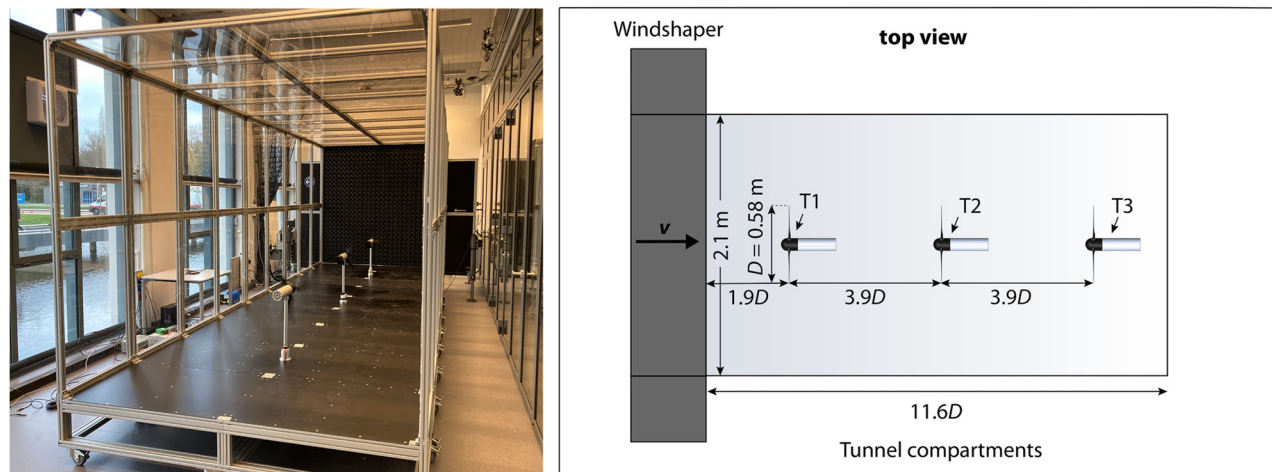 Windshaper
top view
v
2.1 m
D = 0.58 m
T1
T2
T3
1.9D
3.9D
3.9D
11.6D
Tunnel compartments